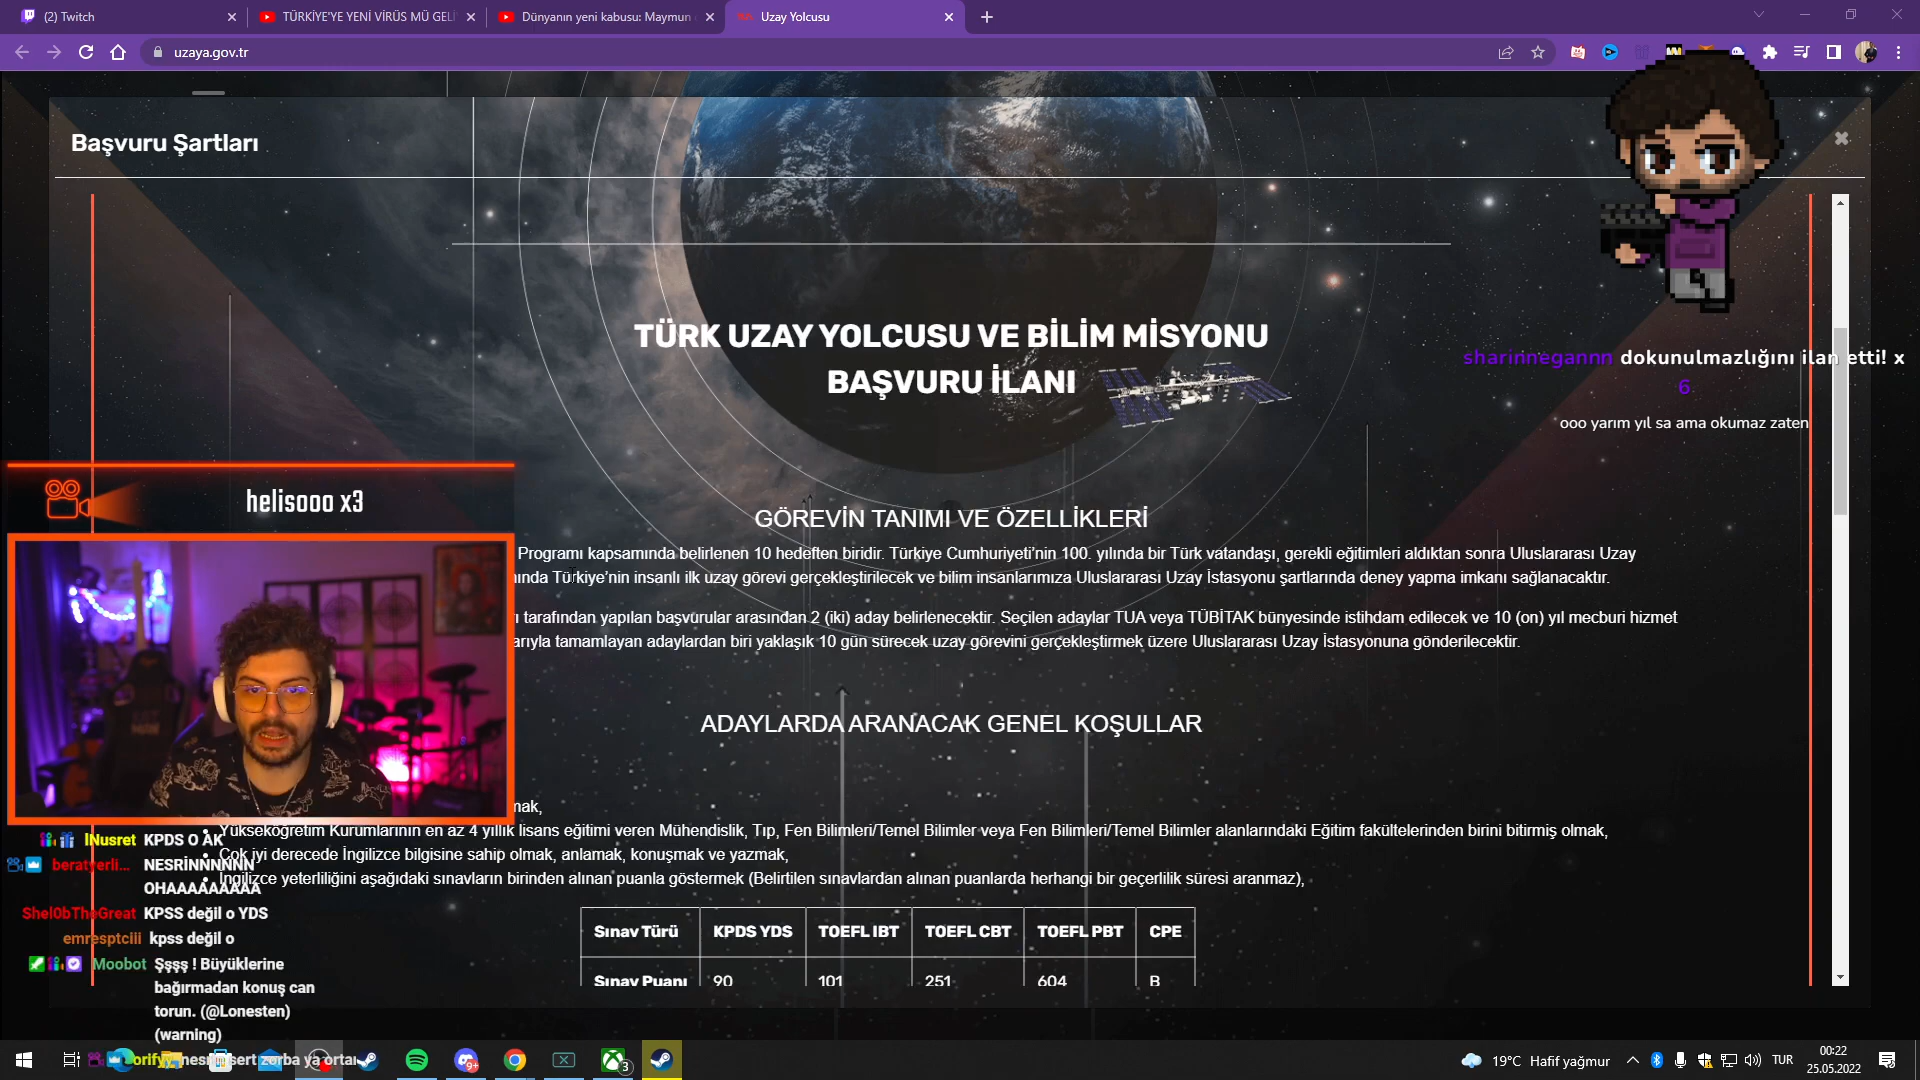 (2) Twitch
TÜRKİYE'YE YENİ VİRÜS MÜ GELİ
Dünyanın yeni kabusu: Maymun
Uzay Yolcusu
uzaya.gov.tr
Başvuru Şartları
TÜRK UZAY YOLCUSU VE BİLİM MİSYONU
BAŞVURU İLANI
sharinnegannn dokunulmazlığını ilan etti! x
6
ooo yarım yıl sa ama okumaz zaten
helisooo x3
GÖREVİN TANIMI VE ÖZELLİKLERİ
Programı kapsamında belirlenen 10 hedeften biridir. Türkiye Cumhuriyeti'nin 100. yılında bir Türk vatandaşı, gerekli eğitimleri aldıktan sonra Uluslararası Uzay
Türkiye'nin insanlı ilk uzay görevi gerçekleştirilecek ve bilim insanlarımıza Uluslararası Uzay İstasyonu şartlarında deney yapma imkanı sağlanacaktır.
tarafından yapılan başvurular arasından 2 (iki) aday belirlenecektir. Seçilen adaylar TUA veya TÜBİTAK bünyesinde istihdam edilecek ve 10 (on) yıl mecburi hizmet
arıyla tamamlayan adaylardan biri yaklaşık 10 gün sürecek uzay görevini gerçekleştirmek üzere Uluslararası Uzay İstasyonuna gönderilecektir.
ADAYLARDA ARANACAK GENEL KOŞULLAR
mak,
Yükseköğretim Kurumlarının en az 4 yıllık lisans eğitimi veren Mühendislik, Tıp, Fen Bilimleri/Temel Bilimler veya Fen Bilimleri/Temel Bilimler alanlarındaki Eğitim fakültelerinden birini bitirmiş olmak,
Çok iyi derecede İngilizce bilgisine sahip olmak, anlamak, konuşmak ve yazmak,
İngilizce yeterliliğini aşağıdaki sınavların birinden alınan puanla göstermek (Belirtilen sınavlardan alınan puanlarda herhangi bir geçerlilik süresi aranmaz),
Sınav Türü KPDS YDS TOEFL IBT TOEFL CBT TOEFL PBT CPE
Sınav Puanı 90 101 251 604 B
INusret KPDS O AK
beratyerli... NESRİNNNNNN
OHAAAAAAAAA
Shel0bTheGreat KPSS değil o YDS
emresptciii kpss değil o
Moobot Şşşş ! Büyüklerine
bağırmadan konuş can
torun. (@Lonesten)
(warning)
9+
3
19°C Hafif yağmur
TUR
00:22
25.05.2022